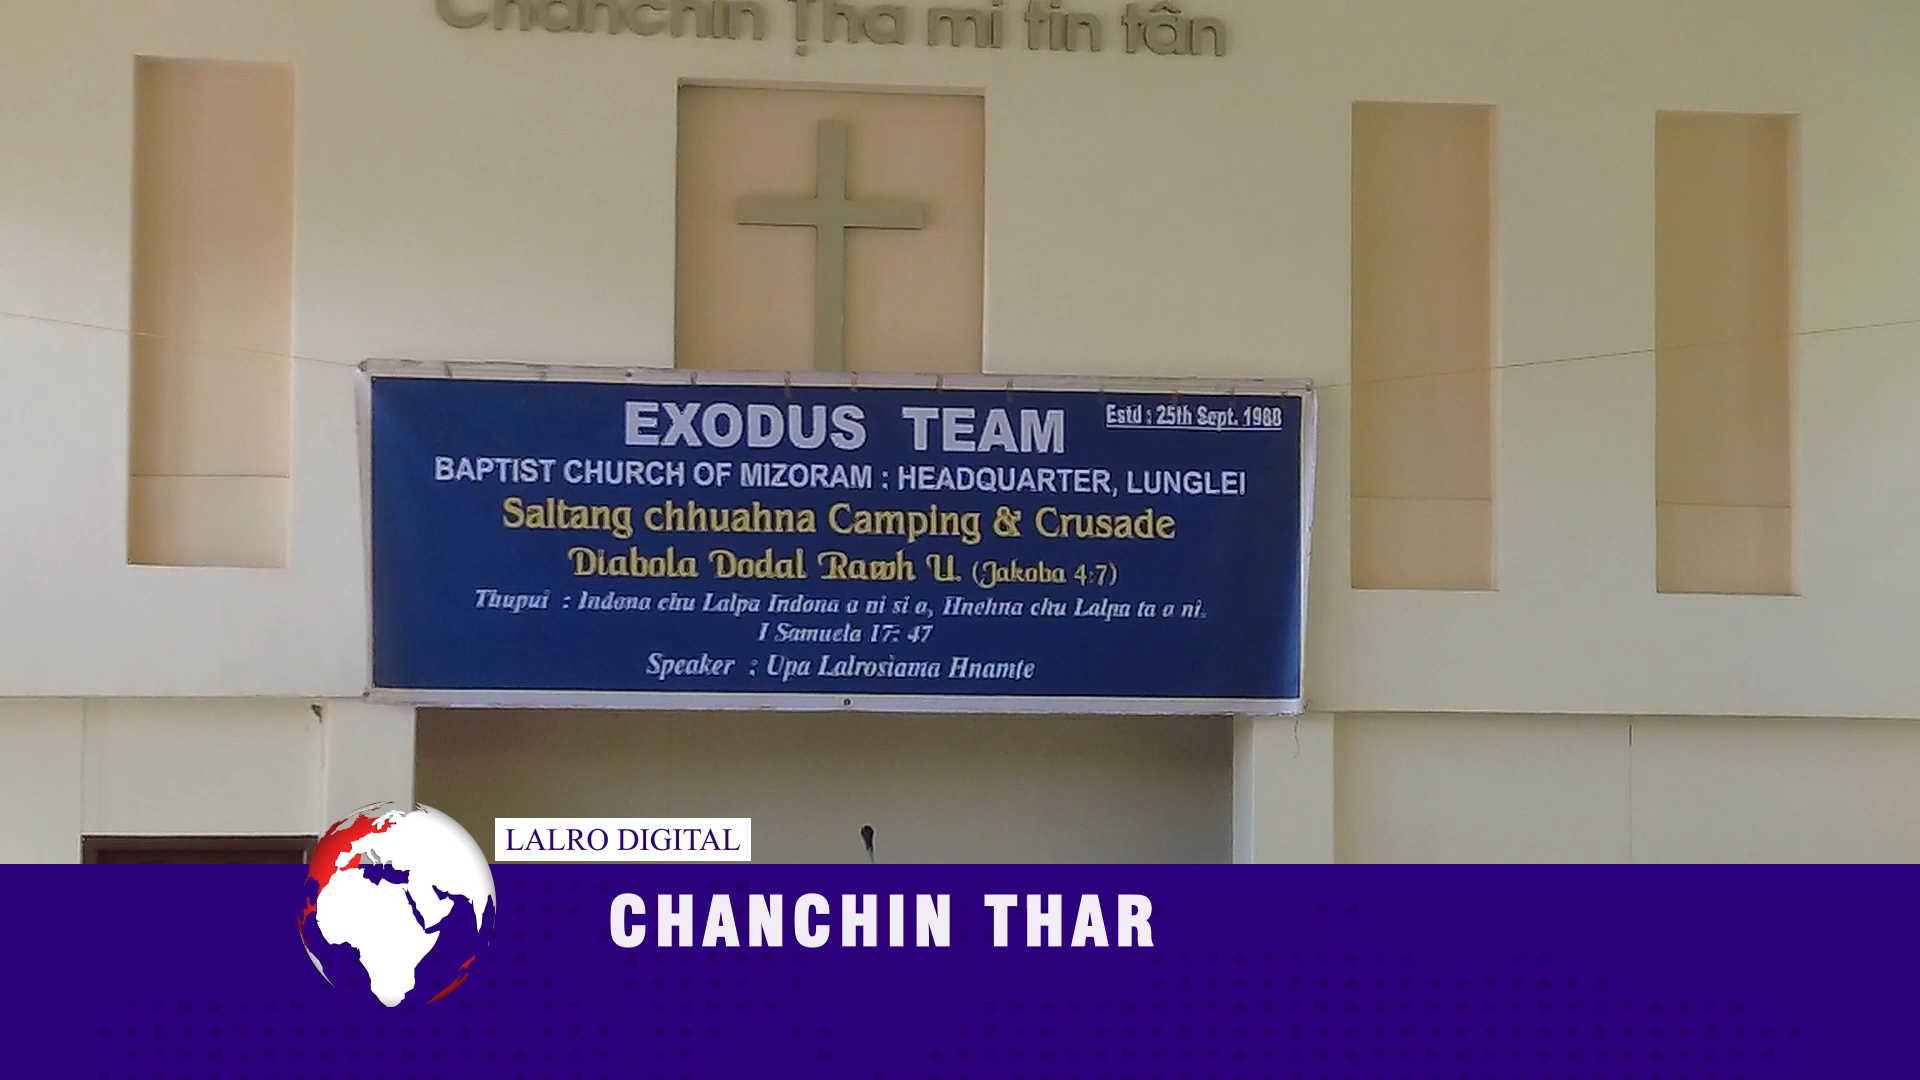 Chanchin Ṭha mi tin tân
EXODUS TEAM
Estd : 25th Sept. 1988
BAPTIST CHURCH OF MIZORAM : HEADQUARTER, LUNGLEI
Saltang chhuahna Camping & Crusade
Diabola Dodal Rawh U. (Jakoba 4:7)
Thupui : Indona chu Lalpa Indona a ni si a, Hnehna chu Lalpa ta a ni.
I Samuela 17: 47
Speaker : Upa Lalrosiama Hnamte
LALRO DIGITAL
CHANCHIN THAR